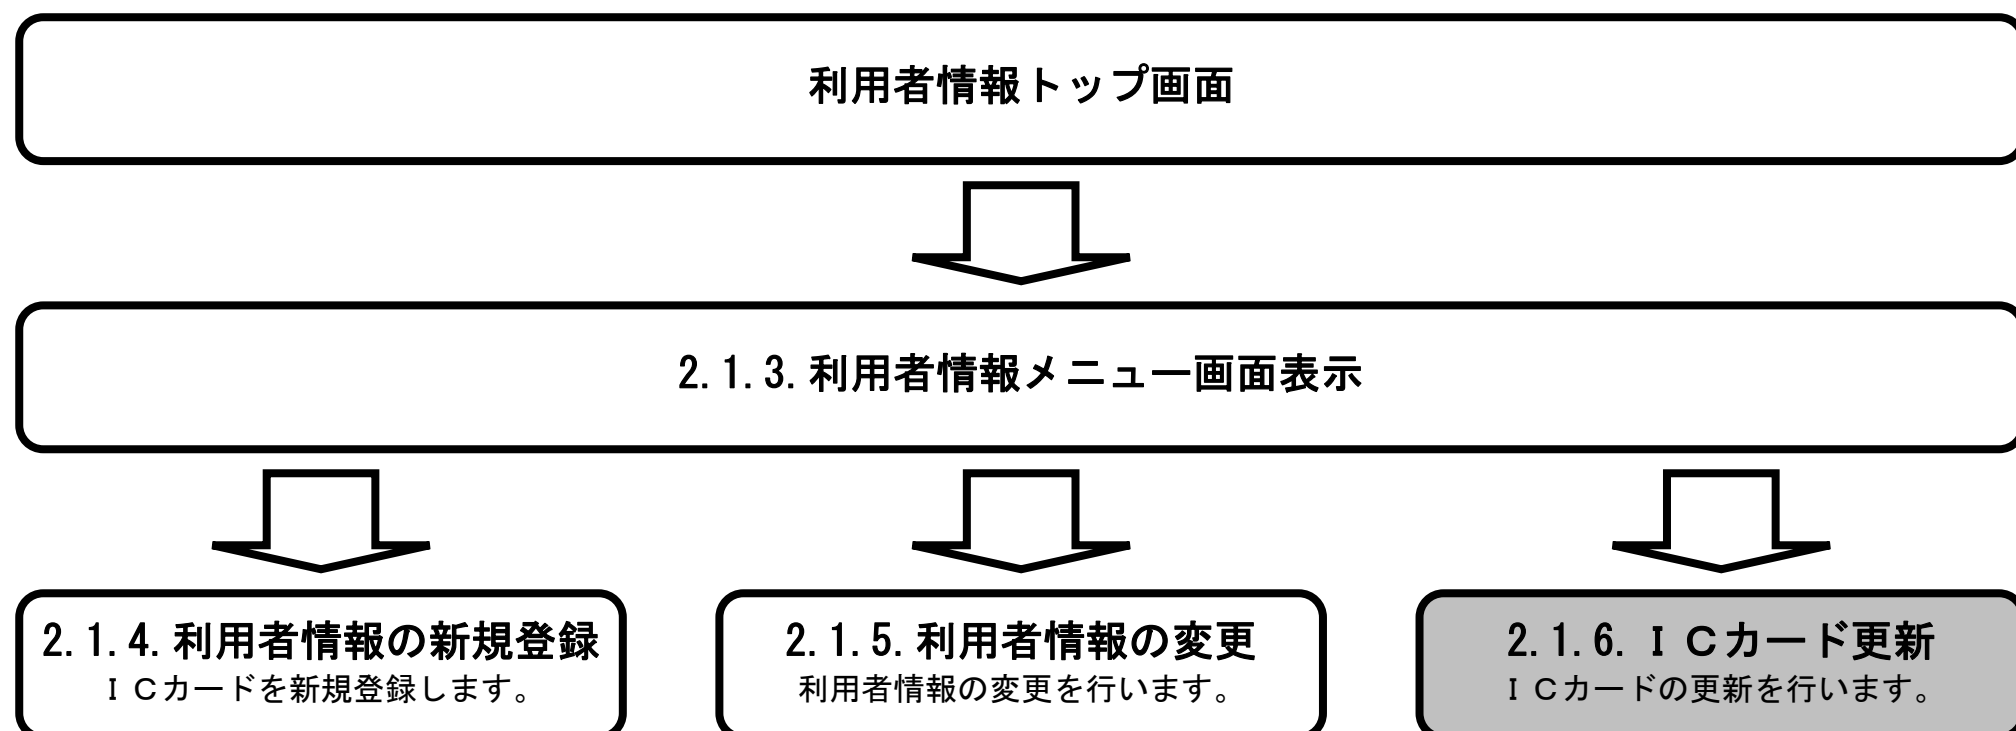 利用者情報トップ画面
2.1.3.利用者情報メニュー画面表示
2.1.4.利用者情報の新規登録
ＩＣカードを新規登録します。
2.1.5.利用者情報の変更
利用者情報の変更を行います。
2.1.6.ＩＣカード更新
ＩＣカードの更新を行います。